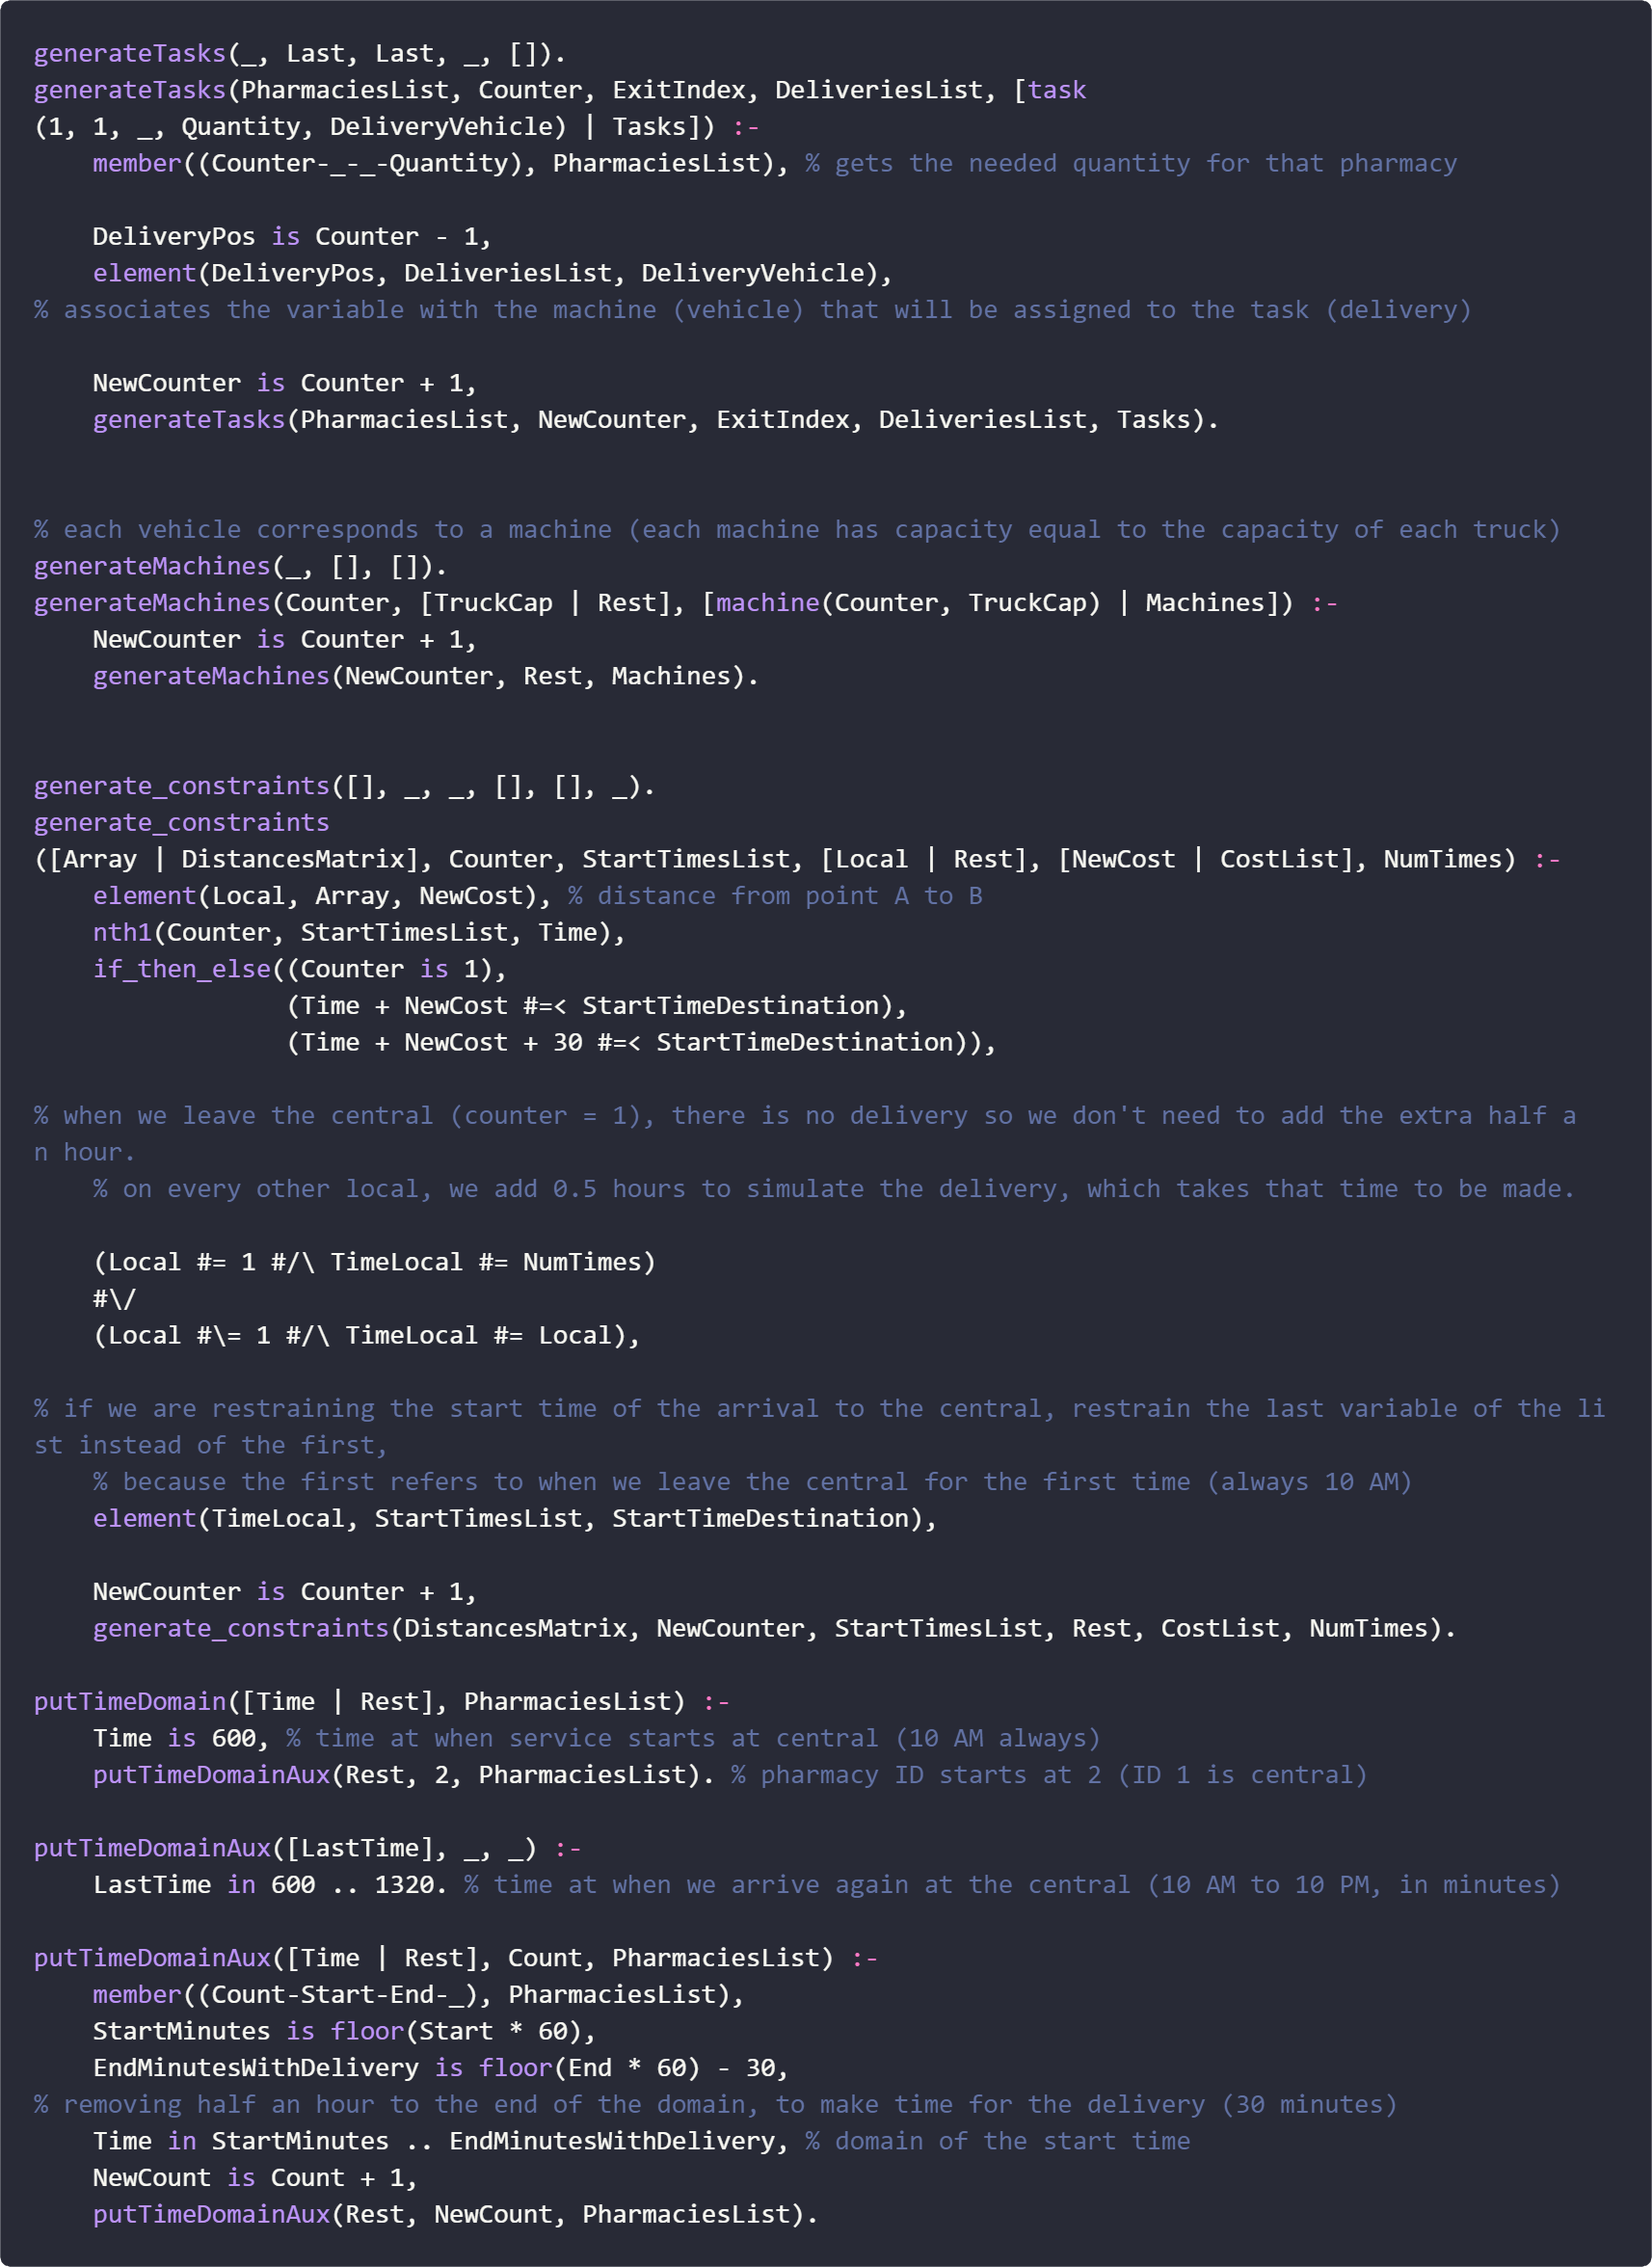 generateTasks(_, Last, Last, _, []).
generateTasks(PharmaciesList, Counter, ExitIndex, DeliveriesList, [task
(1, 1, _, Quantity, DeliveryVehicle) | Tasks]) :-
    member((Counter-_-_-Quantity), PharmaciesList), % gets the needed quantity for that pharmacy

    DeliveryPos is Counter - 1,
    element(DeliveryPos, DeliveriesList, DeliveryVehicle),
% associates the variable with the machine (vehicle) that will be assigned to the task (delivery)

    NewCounter is Counter + 1,
    generateTasks(PharmaciesList, NewCounter, ExitIndex, DeliveriesList, Tasks).


% each vehicle corresponds to a machine (each machine has capacity equal to the capacity of each truck)
generateMachines(_, [], []).
generateMachines(Counter, [TruckCap | Rest], [machine(Counter, TruckCap) | Machines]) :-
    NewCounter is Counter + 1,
    generateMachines(NewCounter, Rest, Machines).


generate_constraints([], _, _, [], [], _).
generate_constraints
([Array | DistancesMatrix], Counter, StartTimesList, [Local | Rest], [NewCost | CostList], NumTimes) :-
    element(Local, Array, NewCost), % distance from point A to B
    nth1(Counter, StartTimesList, Time),
    if_then_else((Counter is 1),
                 (Time + NewCost #=< StartTimeDestination),
                 (Time + NewCost + 30 #=< StartTimeDestination)),

% when we leave the central (counter = 1), there is no delivery so we don't need to add the extra half a
n hour.
    % on every other local, we add 0.5 hours to simulate the delivery, which takes that time to be made.

    (Local #= 1 #/\ TimeLocal #= NumTimes)
    #\/
    (Local #\= 1 #/\ TimeLocal #= Local),

% if we are restraining the start time of the arrival to the central, restrain the last variable of the li
st instead of the first,
    % because the first refers to when we leave the central for the first time (always 10 AM)
    element(TimeLocal, StartTimesList, StartTimeDestination),

    NewCounter is Counter + 1,
    generate_constraints(DistancesMatrix, NewCounter, StartTimesList, Rest, CostList, NumTimes).

putTimeDomain([Time | Rest], PharmaciesList) :-
    Time is 600, % time at when service starts at central (10 AM always)
    putTimeDomainAux(Rest, 2, PharmaciesList). % pharmacy ID starts at 2 (ID 1 is central)

putTimeDomainAux([LastTime], _, _) :-
    LastTime in 600 .. 1320. % time at when we arrive again at the central (10 AM to 10 PM, in minutes)

putTimeDomainAux([Time | Rest], Count, PharmaciesList) :-
    member((Count-Start-End-_), PharmaciesList),
    StartMinutes is floor(Start * 60),
    EndMinutesWithDelivery is floor(End * 60) - 30,
% removing half an hour to the end of the domain, to make time for the delivery (30 minutes)
    Time in StartMinutes .. EndMinutesWithDelivery, % domain of the start time
    NewCount is Count + 1,
    putTimeDomainAux(Rest, NewCount, PharmaciesList).